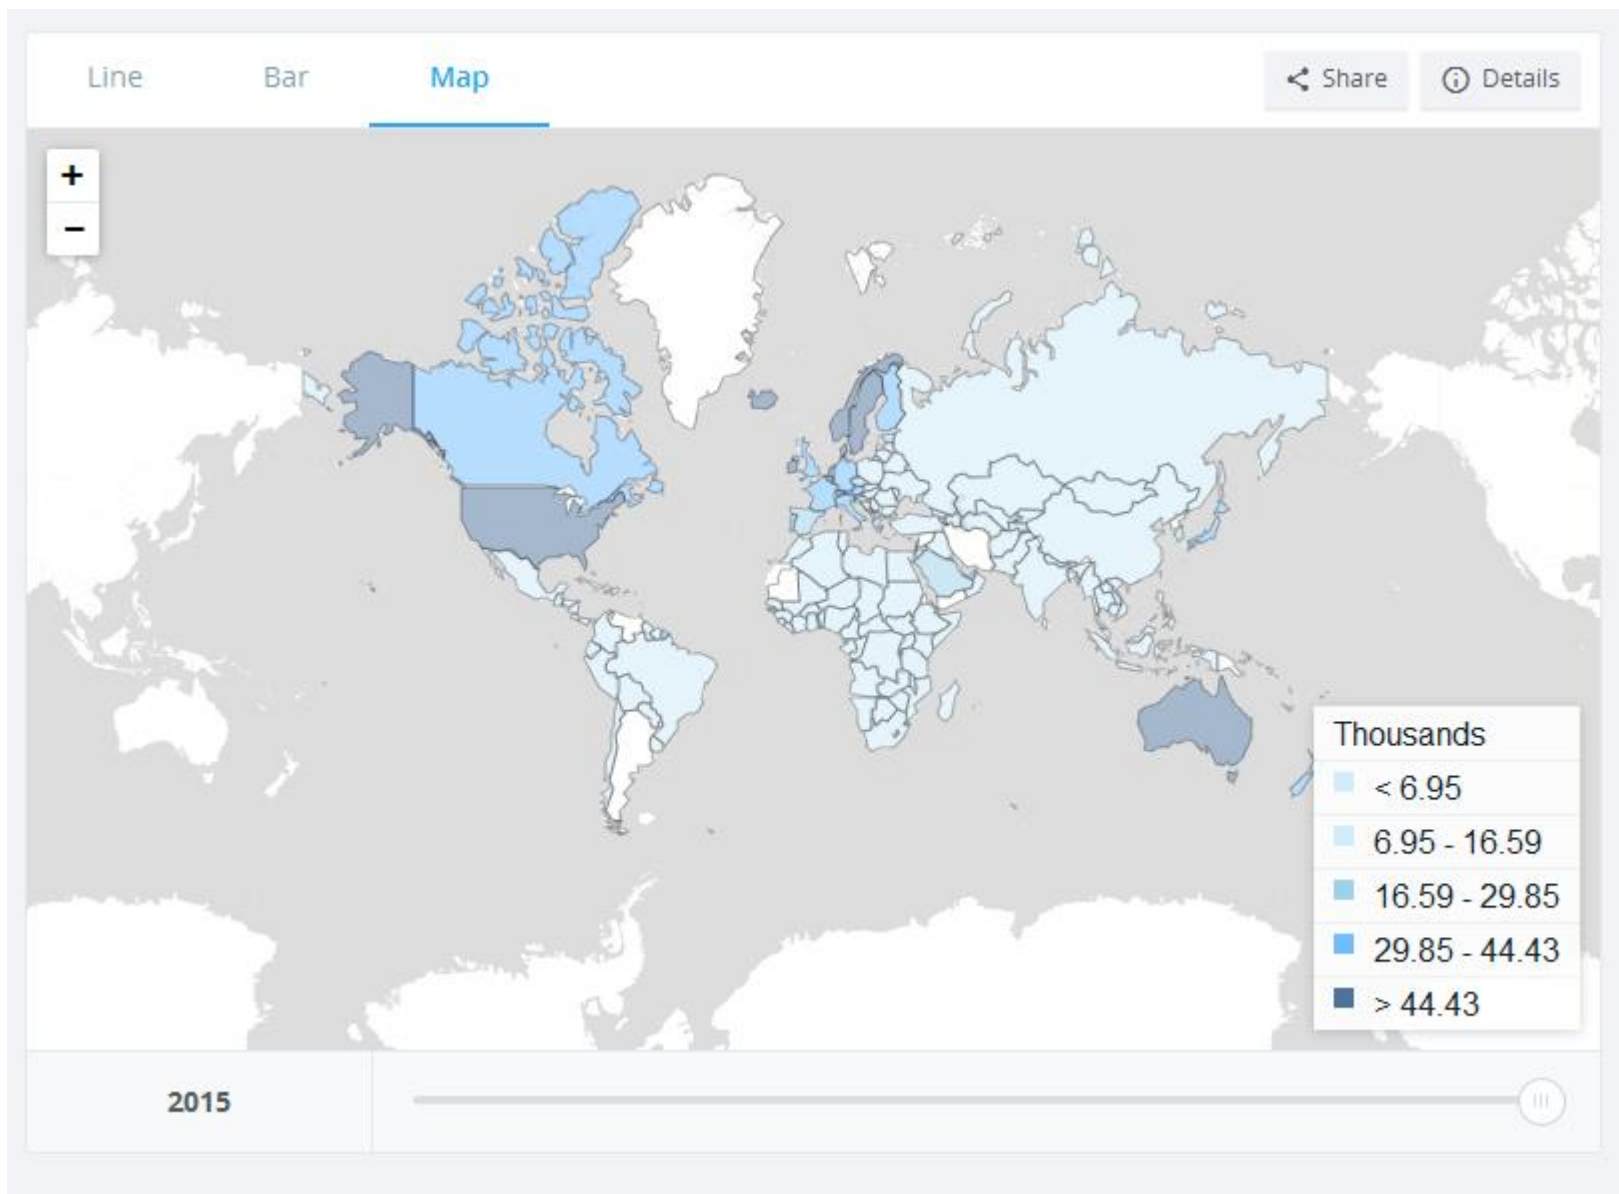 Line Bar Map Share Details
+
−
Thousands
< 6.95
6.95 - 16.59
16.59 - 29.85
29.85 - 44.43
> 44.43
2015